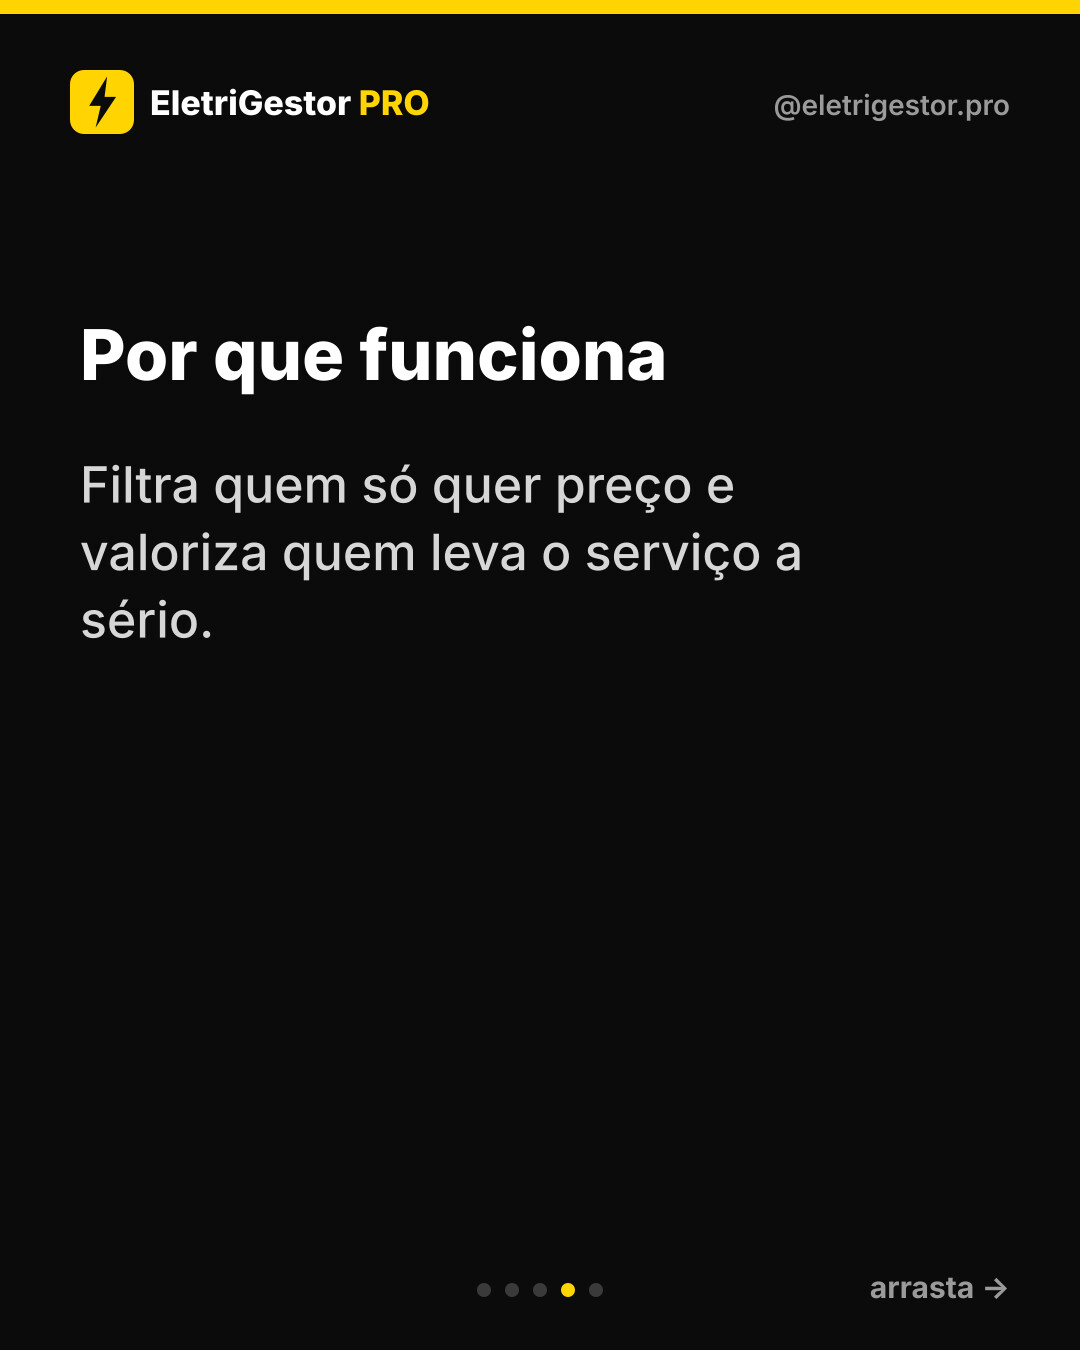 EletriGestor PRO
@eletrigestor.pro
Por que funciona
Filtra quem só quer preço e
valoriza quem leva o serviço a
sério.
arrasta →